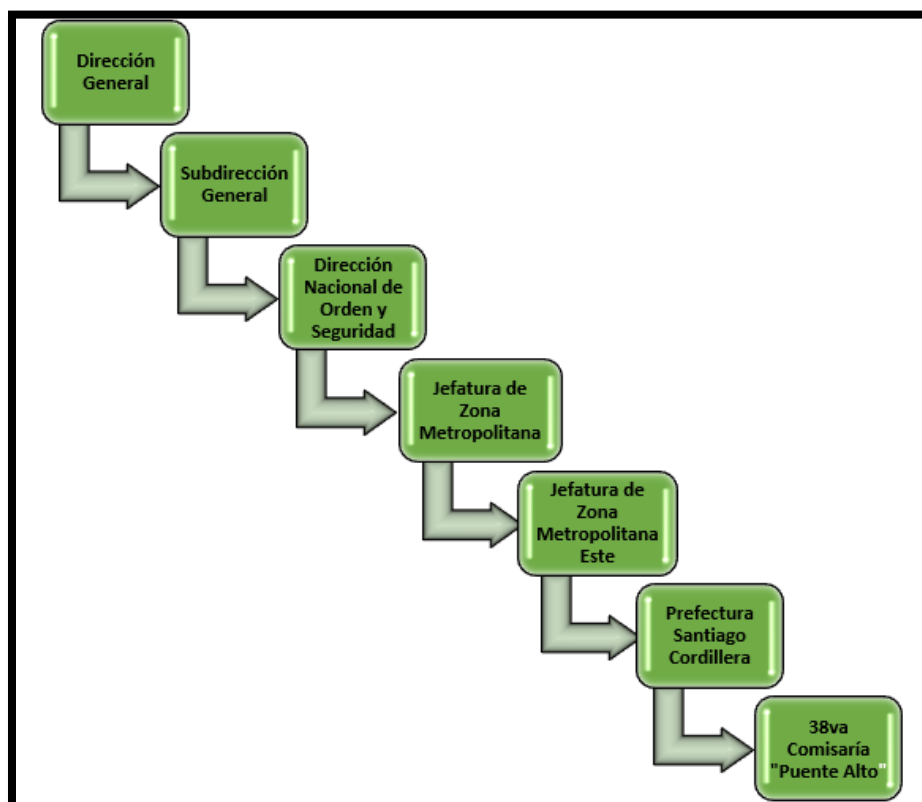 Dirección
General
Subdirección
General
Dirección
Nacional de
Orden y
Seguridad
Jefatura de
Zona
Metropolitana
Jefatura de
Zona
Metropolitana
Este
Prefectura
Santiago
Cordillera
38va
Comisaría
"Puente Alto"